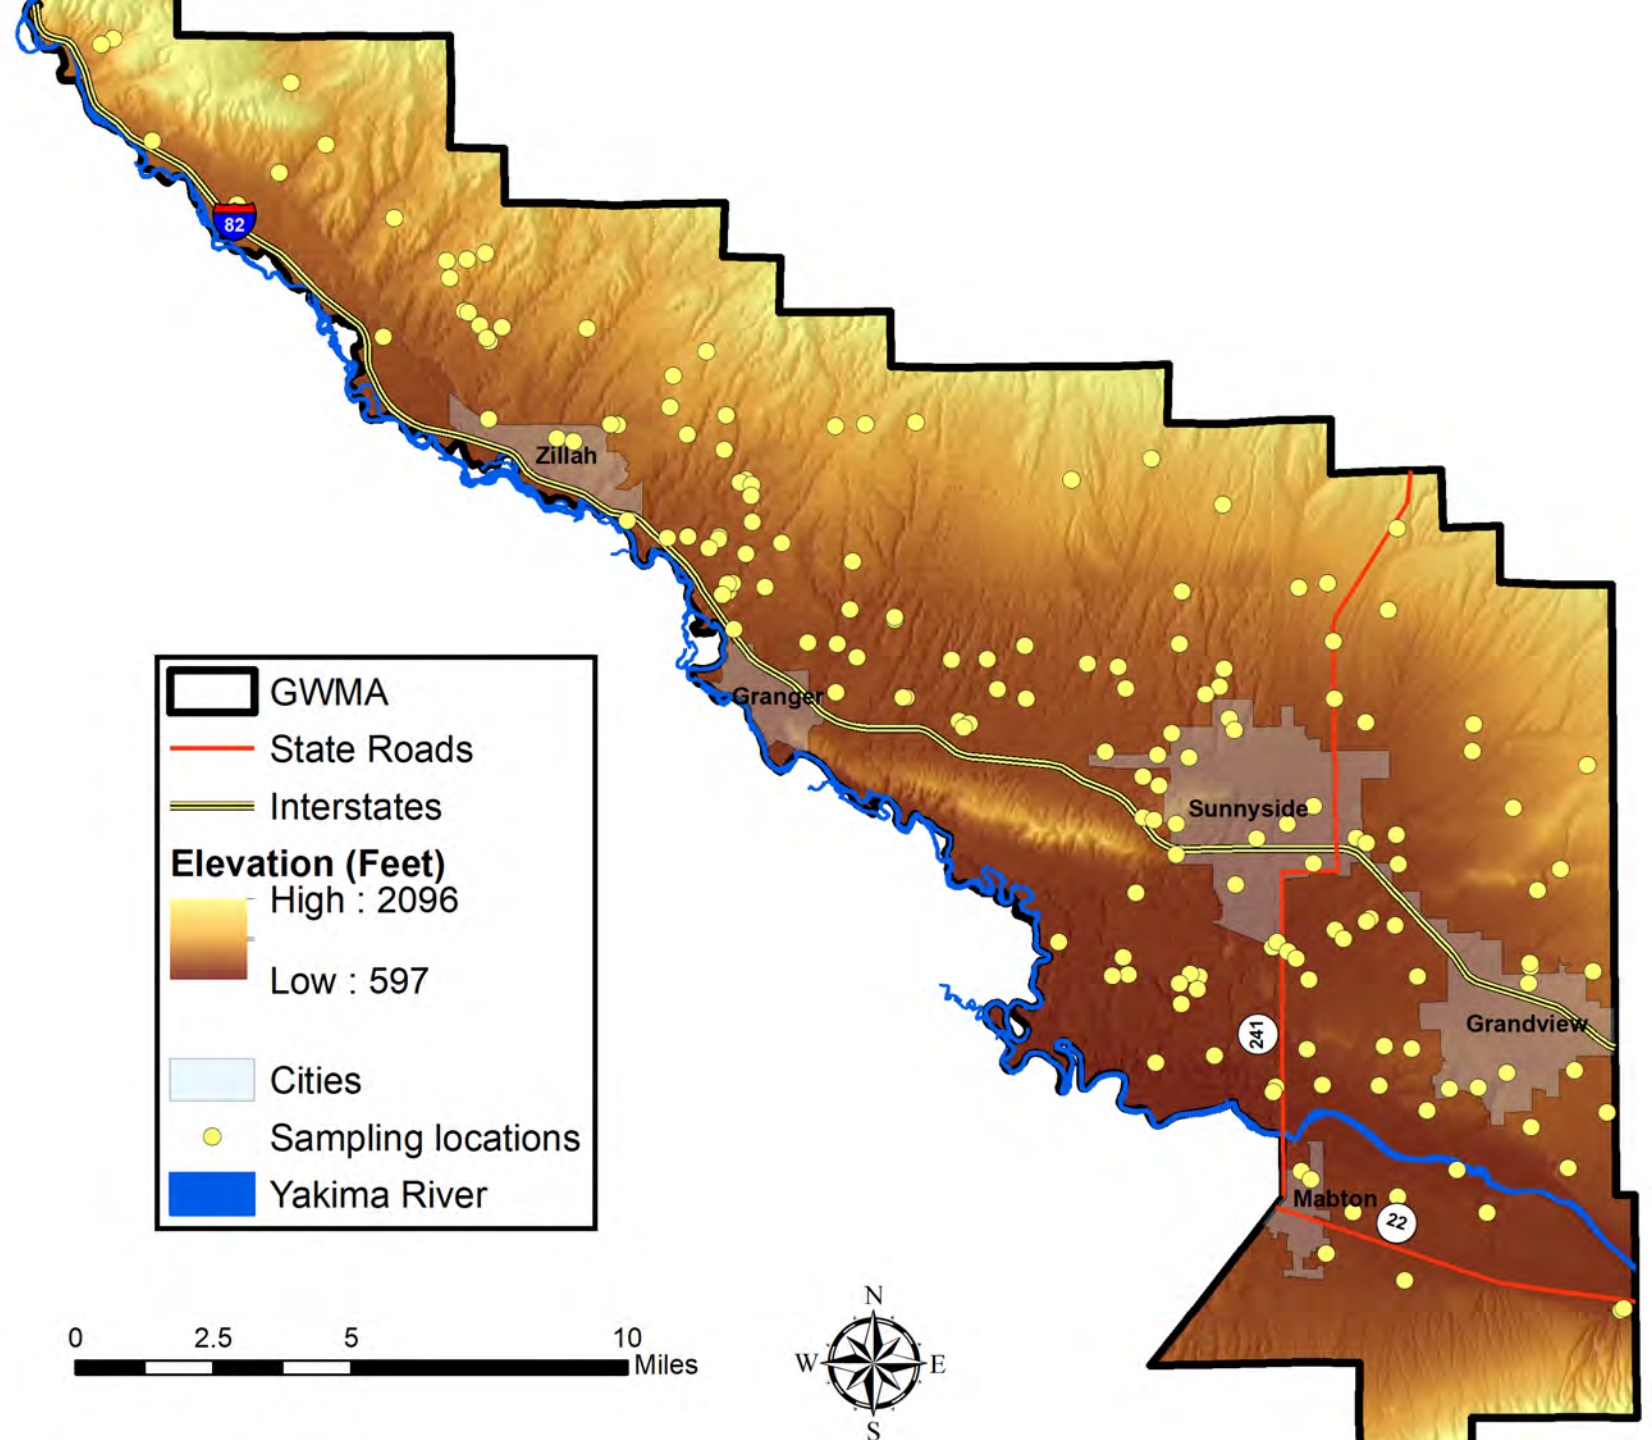 82
Zillah
Granger
Sunnyside
241
Grandview
Mabton
22
GWMA
State Roads
Interstates
Elevation (Feet)
High : 2096
Low : 597
Cities
Sampling locations
Yakima River
0 2.5 5 10
Miles
N
W E
S